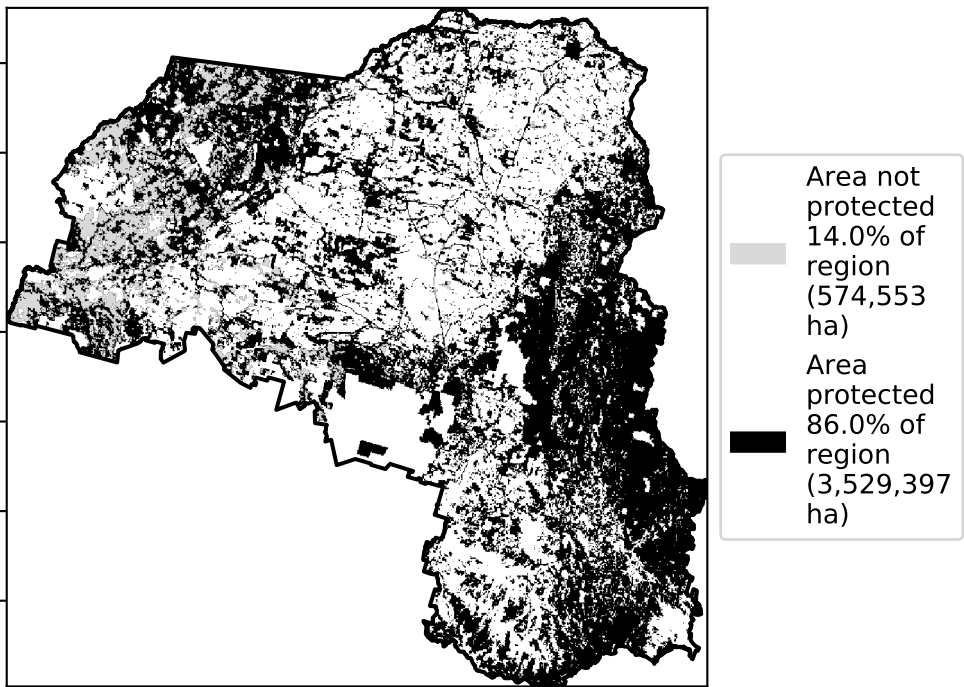 Area not
protected
14.0% of
region
(574,553
ha)
Area
protected
86.0% of
region
(3,529,397
ha)